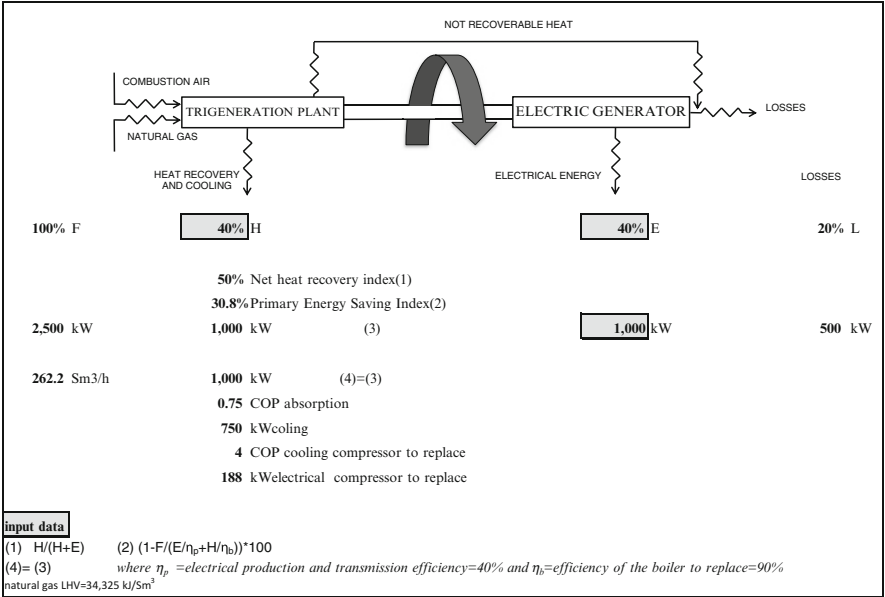 NOT RECOVERABLE HEAT
COMBUSTION AIR
TRIGENERATION PLANT
ELECTRIC GENERATOR
LOSSES
NATURAL GAS
HEAT RECOVERY
AND COOLING
ELECTRICAL ENERGY
LOSSES
100% F 40% H 40% E 20% L
50% Net heat recovery index(1)
30.8% Primary Energy Saving Index(2)
2,500 kW 1,000 kW (3) 1,000 kW 500 kW
262.2 Sm3/h 1,000 kW (4)=(3)
0.75 COP absorption
750 kWcoling
4 COP cooling compressor to replace
188 kWelectrical compressor to replace
input data
(1) H/(H+E) (2) (1-F/(E/ηp+H/ηb))*100
(4)= (3) where ηp =electrical production and transmission efficiency=40% and ηb=efficiency of the boiler to replace=90%
natural gas LHV=34,325 kJ/Sm³